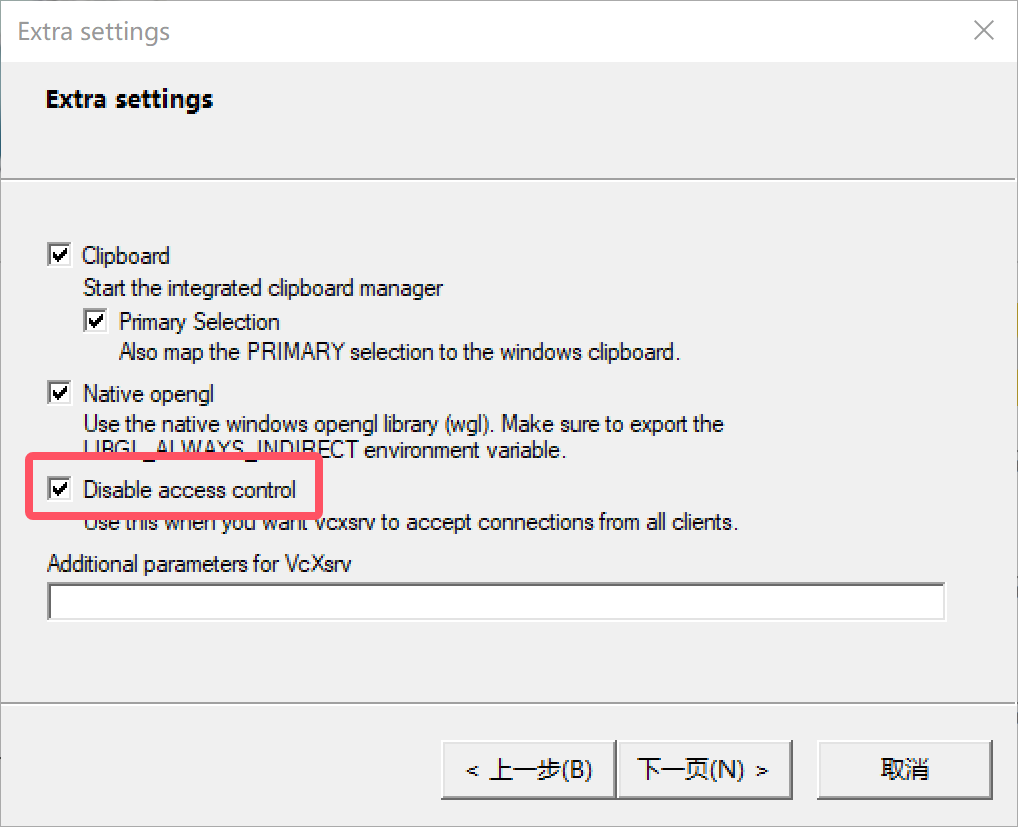 Extra settings
Extra settings
Clipboard
Start the integrated clipboard manager
Primary Selection
Also map the PRIMARY selection to the windows clipboard.
Native opengl
Use the native windows opengl library (wgl). Make sure to export the
LIBGL_ALWAYS_INDIRECT environment variable.
Disable access control
Use this when you want vcxsrv to accept connections from all clients.
Additional parameters for VcXsrv
< 上一步(B) 下一页(N) > 取消